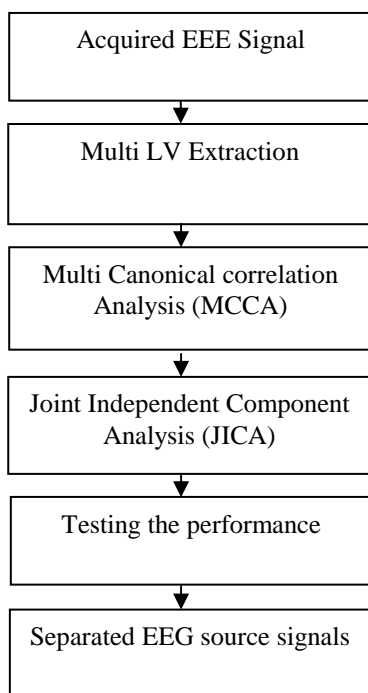 Acquired EEE Signal
Multi LV Extraction
Multi Canonical correlation
Analysis (MCCA)
Joint Independent Component
Analysis (JICA)
Testing the performance
Separated EEG source signals